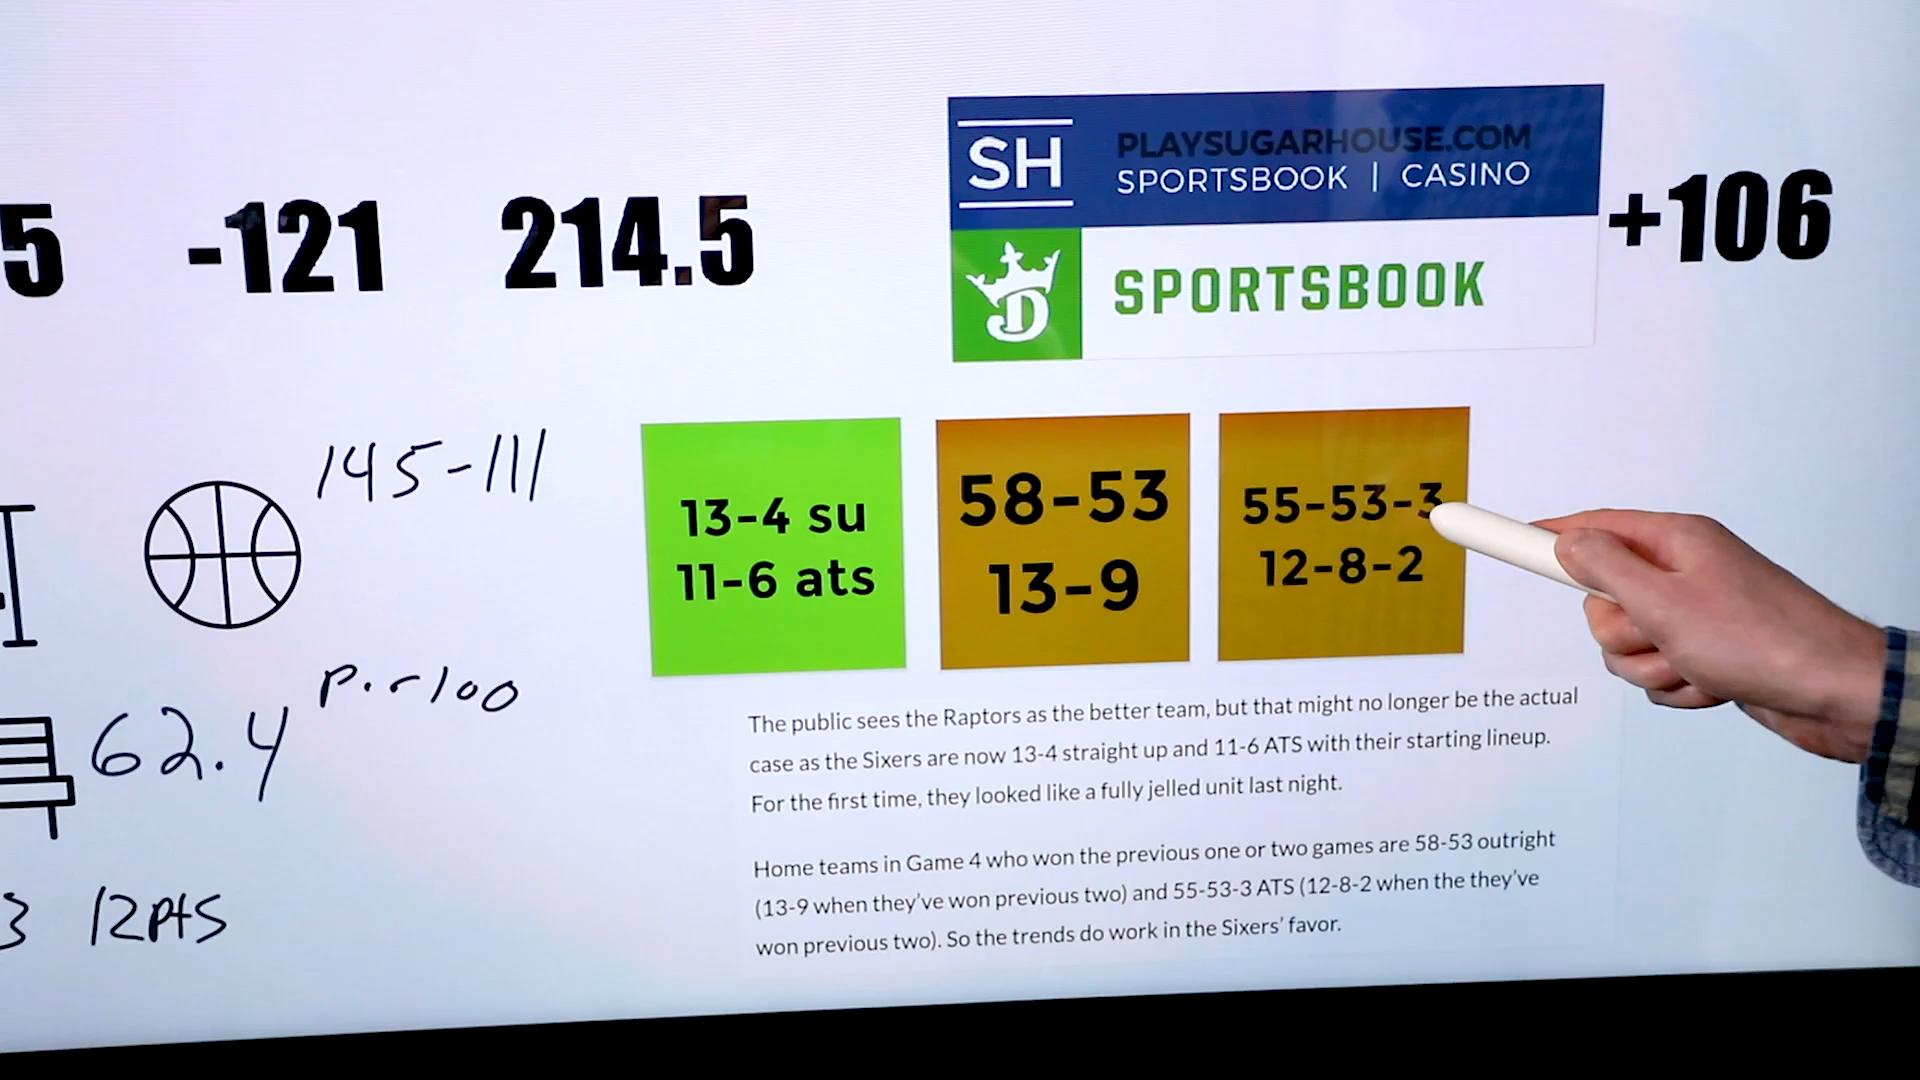 5 -121 214.5
SH
PLAYSUGARHOUSE.COM
SPORTSBOOK | CASINO
D
SPORTSBOOK
+106
145-111
13-4 su
11-6 ats
58-53
13-9
55-53-3
12-8-2
62.4
3 12PtS
The public sees the Raptors as the better team, but that might no longer be the actual
case as the Sixers are now 13-4 straight up and 11-6 ATS with their starting lineup.
For the first time, they looked like a fully jelled unit last night.
Home teams in Game 4 who won the previous one or two games are 58-53 outright
(13-9 when they've won previous two) and 55-53-3 ATS (12-8-2 when the they've
won previous two). So the trends do work in the Sixers' favor.